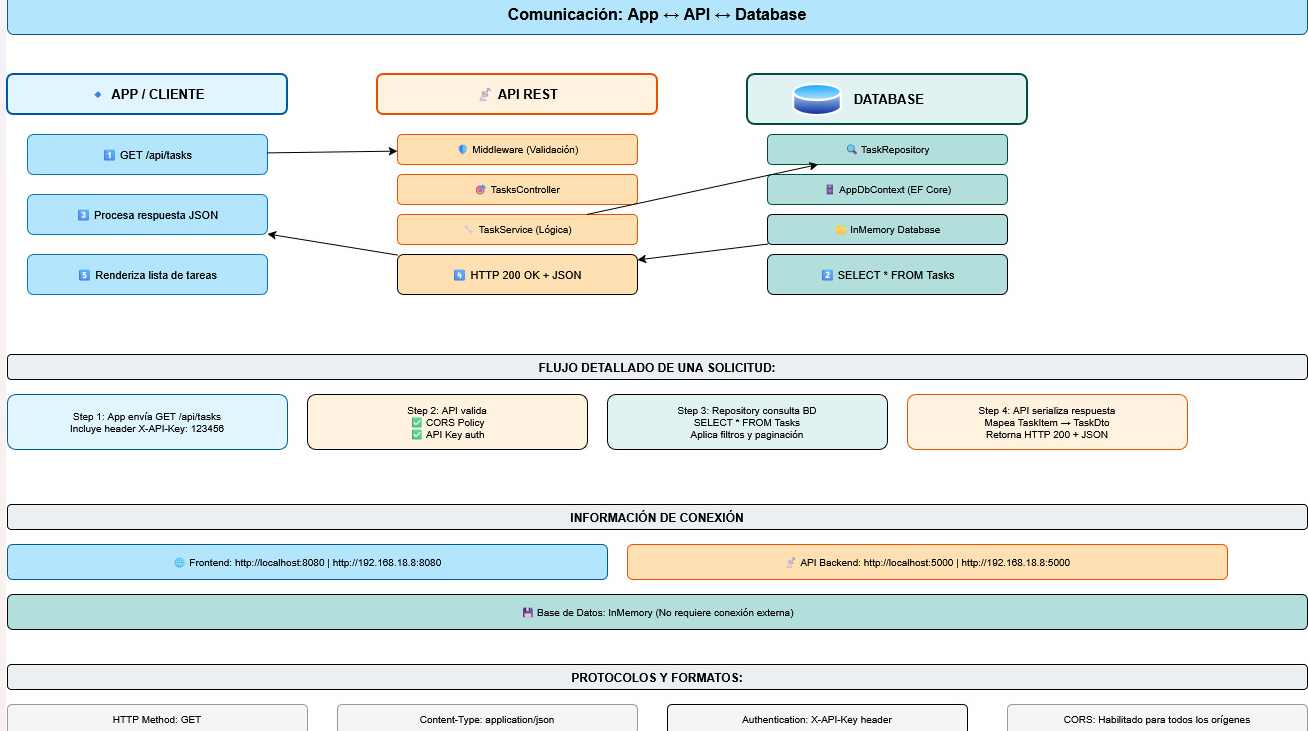 Comunicación: App ↔ API ↔ Database
🔹 APP / CLIENTE
📡 API REST
DATABASE
1️⃣ GET /api/tasks
🛡️ Middleware (Validación)
🔍 TaskRepository
🎯 TasksController
🗄️ AppDbContext (EF Core)
3️⃣ Procesa respuesta JSON
🔧 TaskService (Lógica)
📁 InMemory Database
5️⃣ Renderiza lista de tareas
4️⃣ HTTP 200 OK + JSON
2️⃣ SELECT * FROM Tasks
FLUJO DETALLADO DE UNA SOLICITUD:
Step 1: App envía GET /api/tasks
Incluye header X-API-Key: 123456
Step 2: API valida
✅ CORS Policy
✅ API Key auth
Step 3: Repository consulta BD
SELECT * FROM Tasks
Aplica filtros y paginación
Step 4: API serializa respuesta
Mapea TaskItem → TaskDto
Retorna HTTP 200 + JSON
INFORMACIÓN DE CONEXIÓN
🌐 Frontend: http://localhost:8080 | http://192.168.18.8:8080
📡 API Backend: http://localhost:5000 | http://192.168.18.8:5000
💾 Base de Datos: InMemory (No requiere conexión externa)
PROTOCOLOS Y FORMATOS:
HTTP Method: GET
Content-Type: application/json
Authentication: X-API-Key header
CORS: Habilitado para todos los orígenes